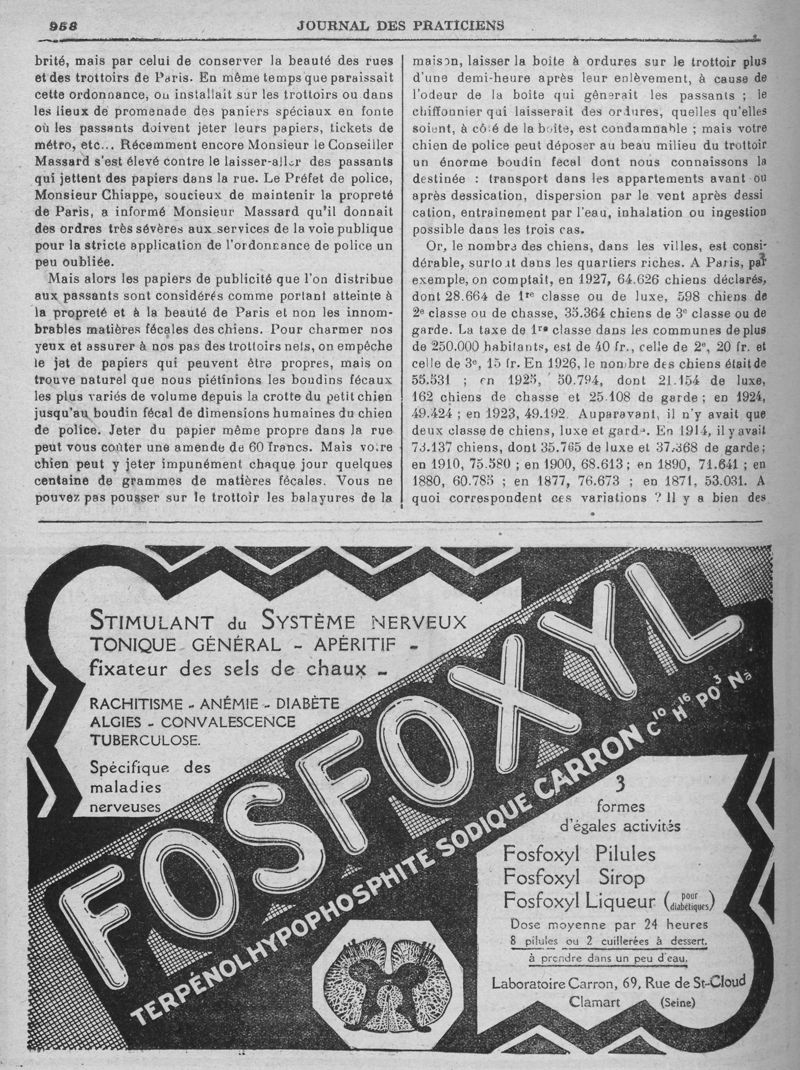 958
JOURNAL DES PRATICIENS
brité, mais par celui de conserver la beauté des rues
et des trottoirs de Paris. En même temps que paraissait
cette ordonnance, ou installait sur les trottoirs ou dans
les lieux de promenade des paniers spéciaux en fonte
où les passants doivent jeter leurs papiers, tickets de
métro, etc... Récemment encore Monsieur le Conseiller
Massard s'est élevé contre le laisser-aller des passants
qui jettent des papiers dans la rue. Le Préfet de police,
Monsieur Chiappe, soucieux de maintenir la propreté
de Paris, a informé Monsieur Massard qu'il donnait
des ordres très sévères aux services de la voie publique
pour la stricte application de l'ordonnance de police un
peu oubliée.
Mais alors les papiers de publicité que l'on distribue
aux passants sont considérés comme portant atteinte à
la propreté et à la beauté de Paris et non les innom-
brables matières fécales des chiens. Pour charmer nos
yeux et assurer à nos pas des trottoirs nets, on empêche
le jet de papiers qui peuvent être propres, mais on
trouve naturel que nous piétinions les boudins fécaux
les plus variés de volume depuis la crotte du petit chien
jusqu'au boudin fécal de dimensions humaines du chien
de police. Jeter du papier même propre dans la rue
peut vous coûter une amende de 60 francs. Mais votre
chien peut y jeter impunément chaque jour quelques
centaine de grammes de matières fécales. Vous ne
pouvez pas pousser sur le trottoir les balayures de la
maison, laisser la boîte à ordures sur le trottoir plus
d'une demi-heure après leur enlèvement, à cause de
l'odeur de la boîte qui gênerait les passants ; le
chiffonnier qui laisserait des ordures, quelles qu'elles
soient, à côté de la boîte, est condamnable ; mais votre
chien de police peut déposer au beau milieu du trottoir
un énorme boudin fecal dont nous connaissons la
destinée : transport dans les appartements avant ou
après dessication, dispersion par le vent après dessi
cation, entraînement par l'eau, inhalation ou ingestion
possible dans les trois cas.
Or, le nombre des chiens, dans les villes, est consi-
dérable, surtout dans les quartiers riches. A Paris, par
exemple, on comptait, en 1927, 64.626 chiens déclarés,
dont 28.664 de 1re classe ou de luxe, 598 chiens de
2e classe ou de chasse, 35.364 chiens de 3e classe ou de
garde. La taxe de 1re classe dans les communes de plus
de 250.000 habitants, est de 40 fr., celle de 2e, 20 fr. et
celle de 3e, 15 fr. En 1926, le nombre des chiens était de
55.531 ; en 1925, 50.794, dont 21.154 de luxe,
162 chiens de chasse et 25.108 de garde ; en 1924,
49.424 ; en 1923, 49.192. Auparavant, il n'y avait que
deux classe de chiens, luxe et garde. En 1914, il y avait
73.137 chiens, dont 35.765 de luxe et 37.368 de garde;
en 1910, 75.580 ; en 1900, 68.613 ; en 1890, 71.641 ; en
1880, 60.785 ; en 1877, 76.673 ; en 1871, 53.031. A
quoi correspondent ces variations ? Il y a bien des
STIMULANT du SYSTÈME NERVEUX
TONIQUE GÉNÉRAL - APÉRITIF -
fixateur des sels de chaux -
RACHITISME - ANÉMIE - DIABÈTE
ALGIES - CONVALESCENCE
TUBERCULOSE.
Spécifique des
maladies
nerveuses
FOSFOXYL
TERPÉNOLHYPOPHOSPHITE SODIQUE CARRON C10 H16 PO3 Na
3
formes
d'égales activités
Fosfoxyl Pilules
Fosfoxyl Sirop
Fosfoxyl Liqueur (pour diabétiques)
Dose moyenne par 24 heures
8 pilules ou 2 cuillerées à dessert.
à prendre dans un peu d'eau.
Laboratoire Carron, 69, Rue de St-Cloud
Clamart (Seine)